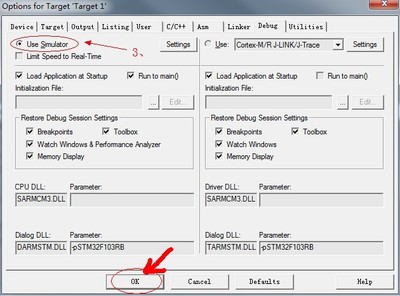 Options for Target 'Target 1'
Device Target Output Listing User C/C++ Asm Linker Debug Utilities
Use Simulator Settings
Limit Speed to Real-Time
3、
Use: Cortex-M/R J-LINK/J-Trace Settings
Load Application at Startup Run to main()
Initialization File:
... Edit...
Load Application at Startup Run to main()
Initialization File:
... Edit...
Restore Debug Session Settings
Breakpoints Toolbox
Watch Windows & Performance Analyzer
Memory Display
Restore Debug Session Settings
Breakpoints Toolbox
Watch Windows
Memory Display
CPU DLL: Parameter:
SARMCM3.DLL
Driver DLL: Parameter:
SARMCM3.DLL
Dialog DLL: Parameter:
DARMSTM.DLL -pSTM32F103RB
Dialog DLL: Parameter:
TARMSTM.DLL -pSTM32F103RB
OK Cancel Defaults Help